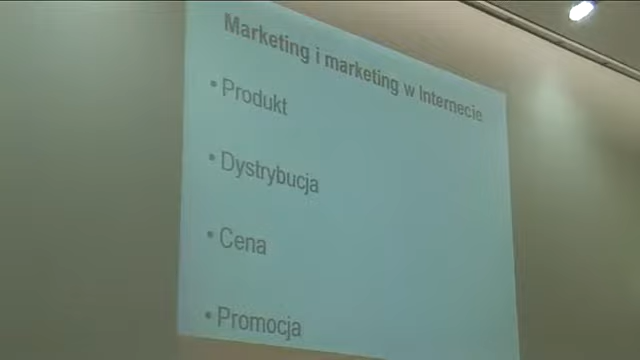 Marketing i marketing w Internecie
• Produkt
• Dystrybucja
• Cena
• Promocja